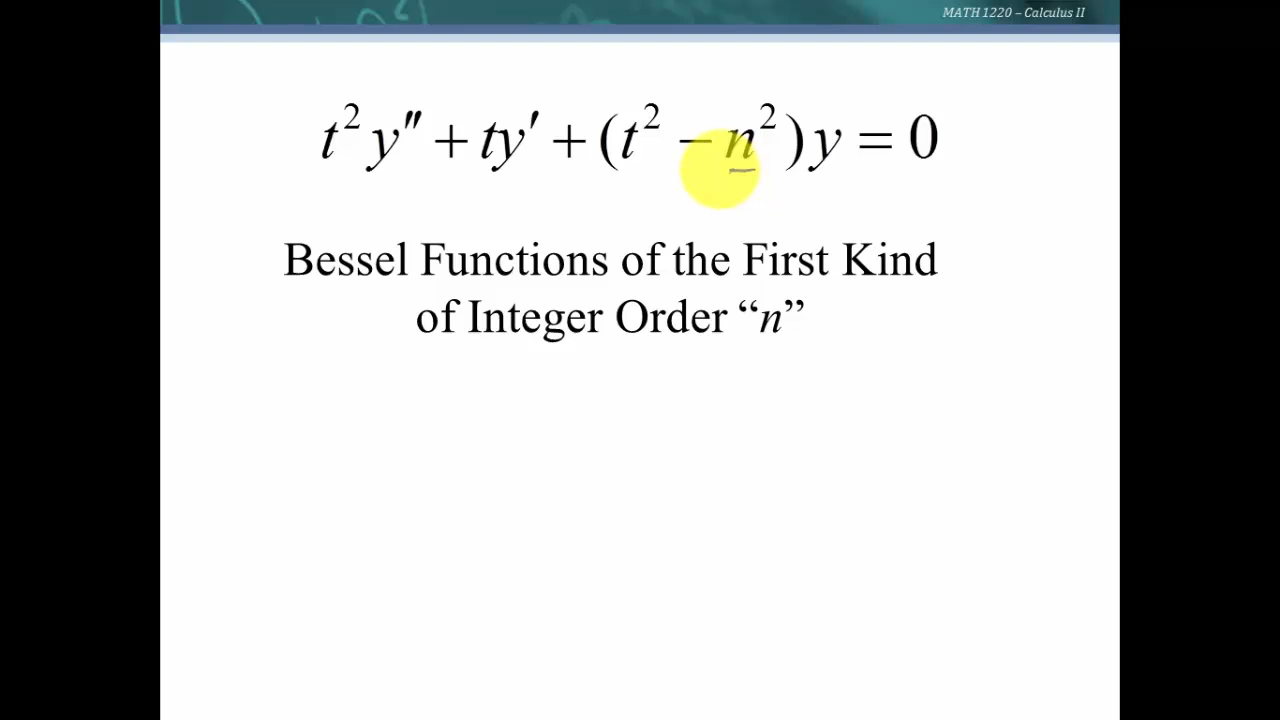 MATH 1220 – Calculus II
t²y″ + ty′ + (t² − n²)y = 0
Bessel Functions of the First Kind
of Integer Order “n”